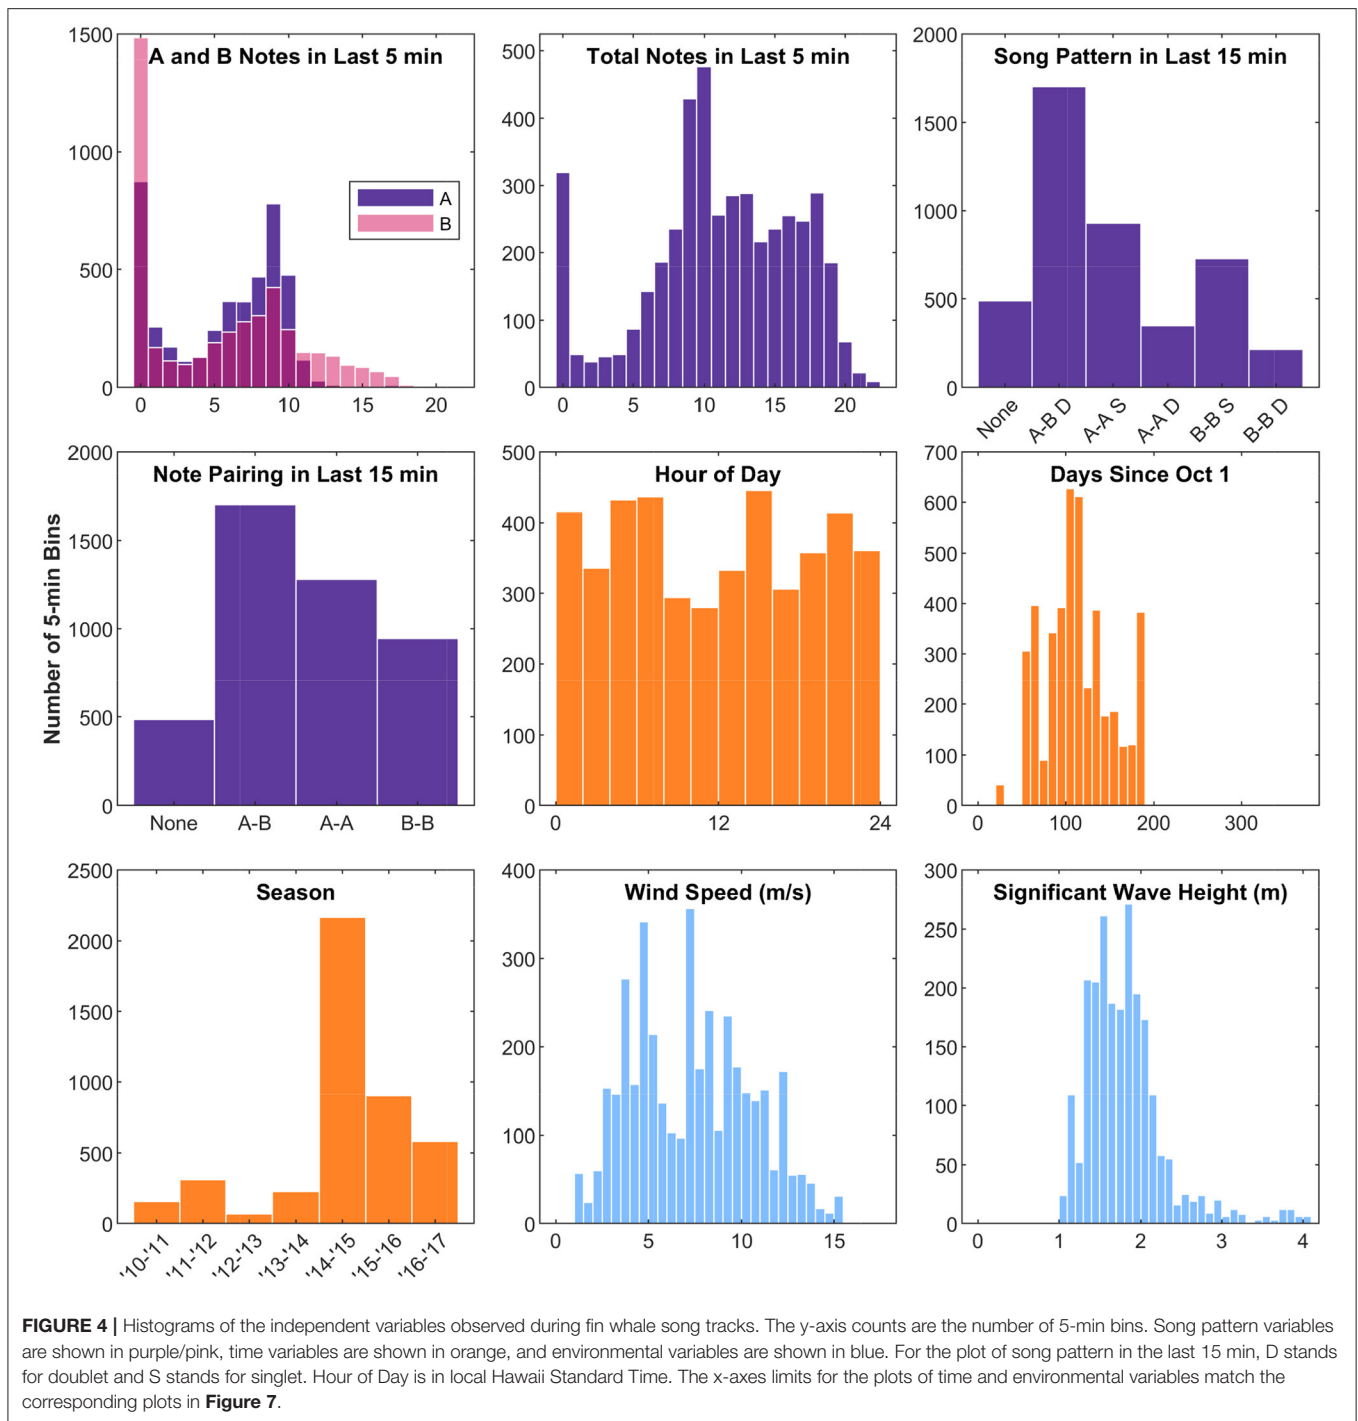 A and B Notes in Last 5 min
1500
1000
500
0
0 5 10 15 20
A
B
Total Notes in Last 5 min
500
400
300
200
100
0
0 5 10 15 20
Song Pattern in Last 15 min
2000
1500
1000
500
0
None A-B D A-A S A-A D B-B S B-B D
Number of 5-min Bins
Note Pairing in Last 15 min
2000
1500
1000
500
0
None A-B A-A B-B
Hour of Day
500
400
300
200
100
0
0 12 24
Days Since Oct 1
700
600
500
400
300
200
100
0
0 100 200 300
Season
2500
2000
1500
1000
500
0
'10-'11 '11-'12 '12-'13 '13-'14 '14-'15 '15-'16 '16-'17
Wind Speed (m/s)
400
300
200
100
0
0 5 10 15
Significant Wave Height (m)
300
250
200
150
100
50
0
0 1 2 3 4
FIGURE 4 | Histograms of the independent variables observed during fin whale song tracks. The y-axis counts are the number of 5-min bins. Song pattern variables
are shown in purple/pink, time variables are shown in orange, and environmental variables are shown in blue. For the plot of song pattern in the last 15 min, D stands
for doublet and S stands for singlet. Hour of Day is in local Hawaii Standard Time. The x-axes limits for the plots of time and environmental variables match the
corresponding plots in Figure 7.